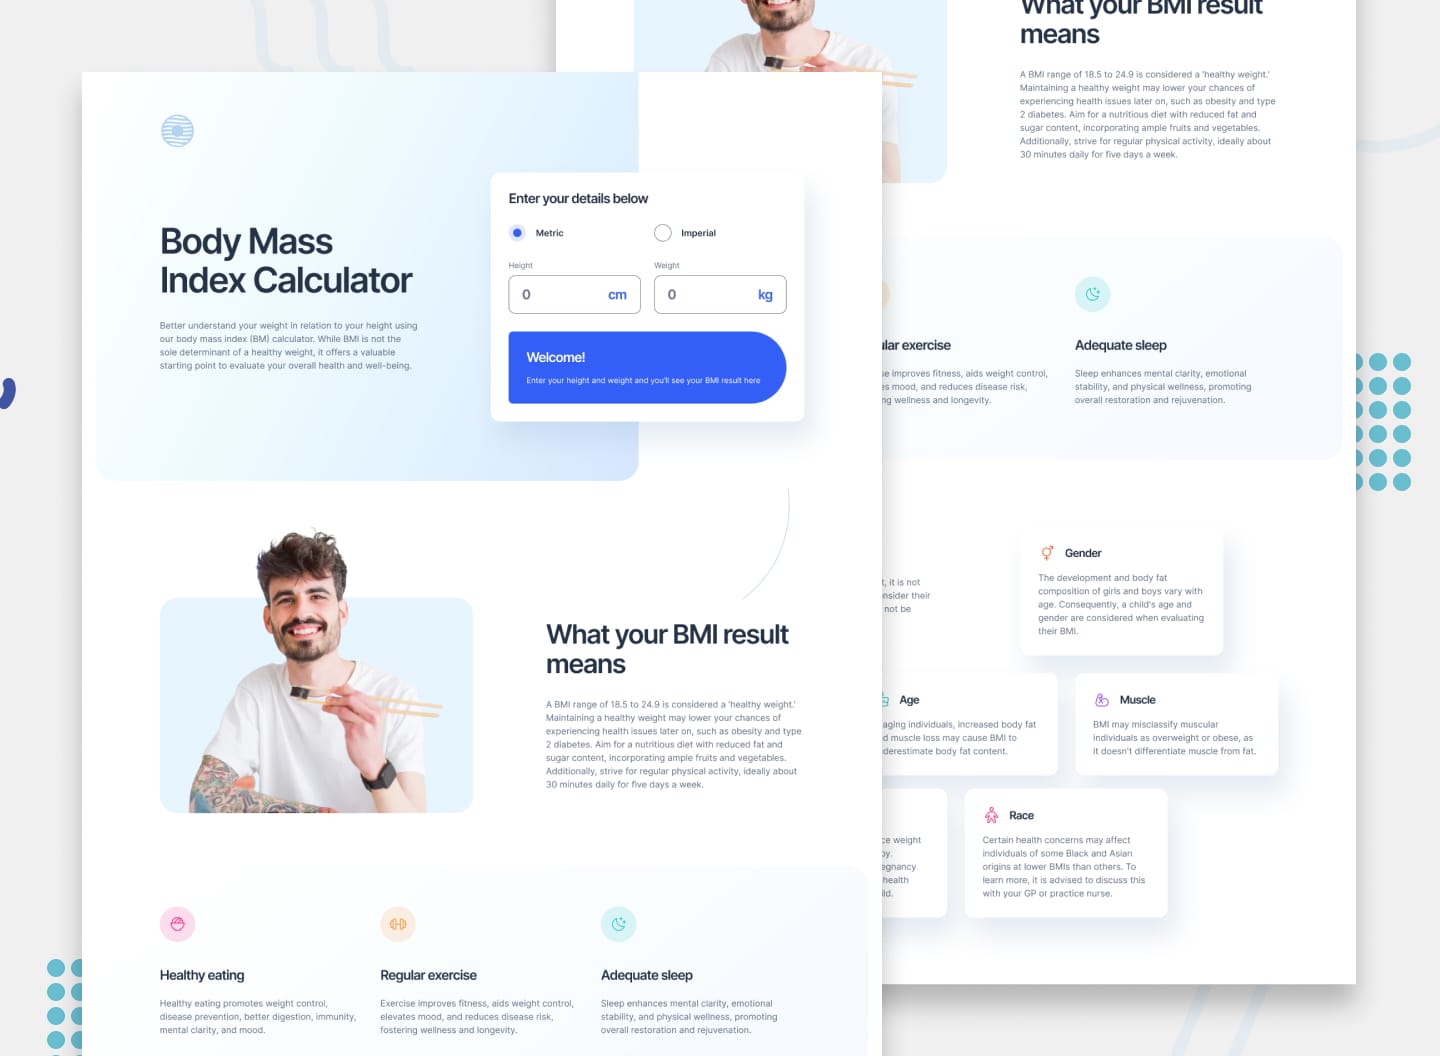 Body Mass
Index Calculator
Better understand your weight in relation to your height using
our body mass index (BM) calculator. While BMI is not the
sole determinant of a healthy weight, it offers a valuable
starting point to evaluate your overall health and well-being.
Enter your details below
Metric
Imperial
Height
Weight
0 cm
0 kg
Welcome!
Enter your height and weight and you'll see your BMI result here
What your BMI result
means
A BMI range of 18.5 to 24.9 is considered a 'healthy weight.'
Maintaining a healthy weight may lower your chances of
experiencing health issues later on, such as obesity and type
2 diabetes. Aim for a nutritious diet with reduced fat and
sugar content, incorporating ample fruits and vegetables.
Additionally, strive for regular physical activity, ideally about
30 minutes daily for five days a week.
Healthy eating
Healthy eating promotes weight control,
disease prevention, better digestion, immunity,
mental clarity, and mood.
Regular exercise
Exercise improves fitness, aids weight control,
elevates mood, and reduces disease risk,
fostering wellness and longevity.
Adequate sleep
Sleep enhances mental clarity, emotional
stability, and physical wellness, promoting
overall restoration and rejuvenation.
What your BMI result
means
A BMI range of 18.5 to 24.9 is considered a 'healthy weight.'
Maintaining a healthy weight may lower your chances of
experiencing health issues later on, such as obesity and type
2 diabetes. Aim for a nutritious diet with reduced fat and
sugar content, incorporating ample fruits and vegetables.
Additionally, strive for regular physical activity, ideally about
30 minutes daily for five days a week.
exercise
improves fitness, aids weight control,
mood, and reduces disease risk,
wellness and longevity.
Adequate sleep
Sleep enhances mental clarity, emotional
stability, and physical wellness, promoting
overall restoration and rejuvenation.
it is not
their
not be
Gender
The development and body fat
composition of girls and boys vary with
age. Consequently, a child's age and
gender are considered when evaluating
their BMI.
Age
aging individuals, increased body fat
muscle loss may cause BMI to
body fat content.
Muscle
BMI may misclassify muscular
individuals as overweight or obese, as
it doesn't differentiate muscle from fat.
weight
health
Race
Certain health concerns may affect
individuals of some Black and Asian
origins at lower BMIs than others. To
learn more, it is advised to discuss this
with your GP or practice nurse.